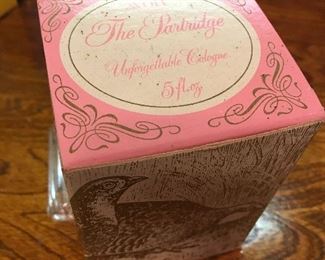 The Partridge
Unforgettable Cologne
5 fl. oz